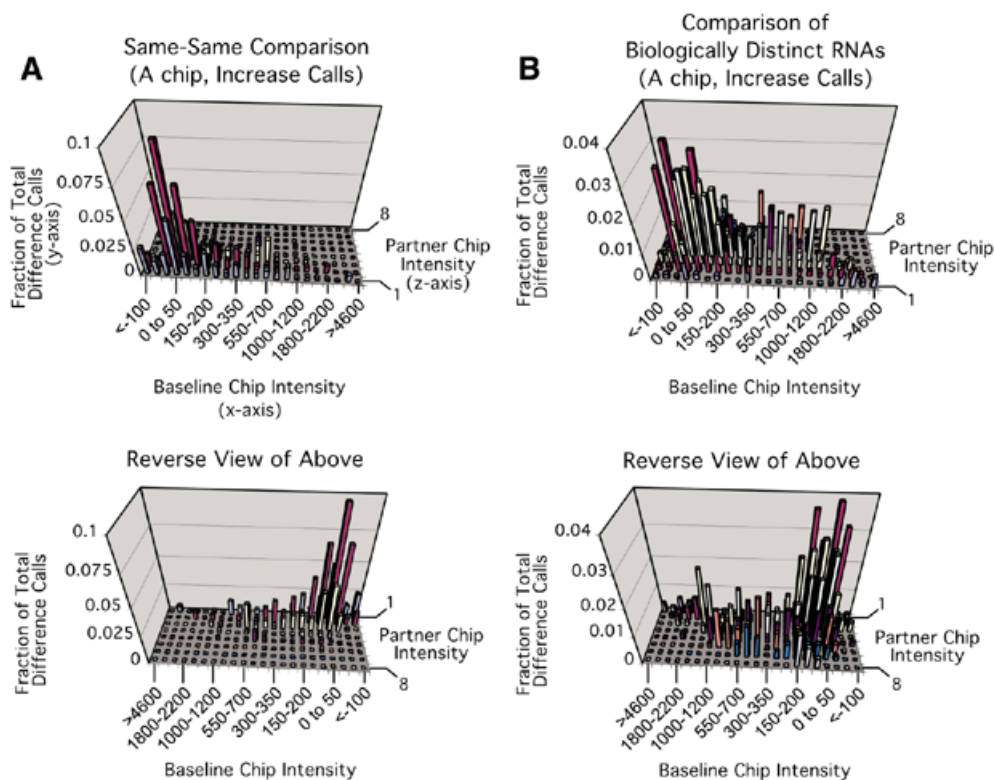 A
Same-Same Comparison
(A chip, Increase Calls)
0.1
0.075
0.05
0.025
0
Fraction of Total
Difference Calls
(y-axis)
8
Partner Chip
Intensity
(z-axis)
1
<-100
0 to 50
150-200
300-350
550-700
1000-1200
1800-2200
>4600
Baseline Chip Intensity
(x-axis)
B
Comparison of
Biologically Distinct RNAs
(A chip, Increase Calls)
0.04
0.03
0.02
0.01
0
Fraction of Total
Difference Calls
8
Partner Chip
Intensity
1
<-100
0 to 50
150-200
300-350
550-700
1000-1200
1800-2200
>4600
Baseline Chip Intensity
Reverse View of Above
0.1
0.075
0.05
0.025
0
Fraction of Total
Difference Calls
1
Partner Chip
Intensity
8
>4600
1800-2200
1000-1200
550-700
300-350
150-200
0 to 50
<-100
Baseline Chip Intensity
Reverse View of Above
0.04
0.03
0.02
0.01
0
Fraction of Total
Difference Calls
1
Partner Chip
Intensity
8
>4600
1800-2200
1000-1200
550-700
300-350
150-200
0 to 50
<-100
Baseline Chip Intensity